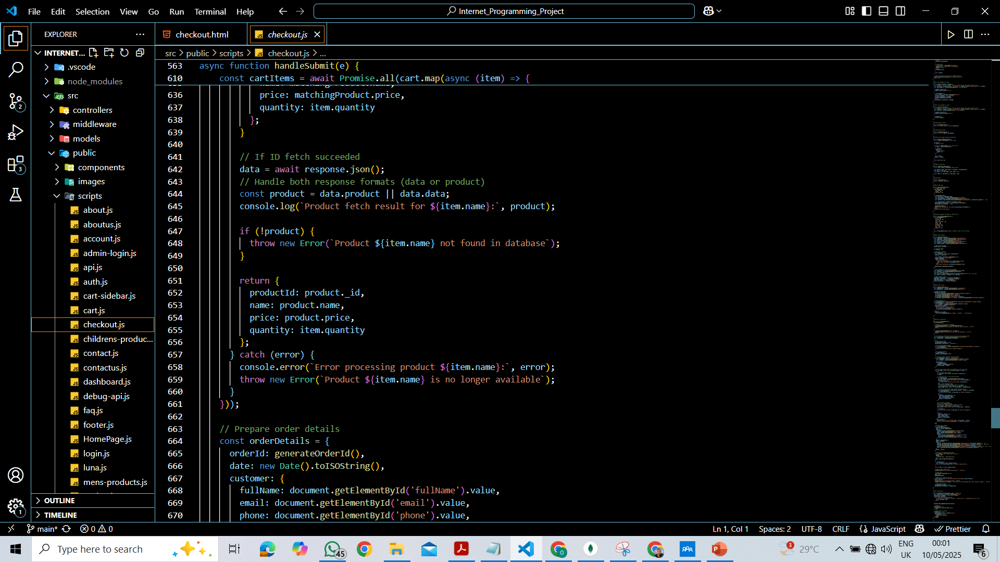 File Edit Selection View Go Run Terminal Help
Internet_Programming_Project
EXPLORER
INTERNET...
.vscode
node_modules
src
controllers
middleware
models
public
components
images
scripts
about.js
aboutus.js
account.js
admin-login.js
api.js
auth.js
cart-sidebar.js
cart.js
checkout.js
childrens-produc...
contact.js
contactus.js
dashboard.js
debug-api.js
faq.js
footer.js
HomePage.js
login.js
luna.js
mens-products.js
OUTLINE
TIMELINE
2
3
1
checkout.html
checkout.js
src > public > scripts > checkout.js > ...
563 async function handleSubmit(e) {
610 const cartItems = await Promise.all(cart.map(async (item) => {
636 price: matchingProduct.price,
637 quantity: item.quantity
638 };
639 }
640
641 // If ID fetch succeeded
642 data = await response.json();
643 // Handle both response formats (data or product)
644 const product = data.product || data.data;
645 console.log(`Product fetch result for ${item.name}:`, product);
646
647 if (!product) {
648 throw new Error(`Product ${item.name} not found in database`);
649 }
650
651 return {
652 productId: product._id,
653 name: product.name,
654 price: product.price,
655 quantity: item.quantity
656 };
657 } catch (error) {
658 console.error(`Error processing product ${item.name}:`, error);
659 throw new Error(`Product ${item.name} is no longer available`);
660 }
661 }));
662
663 // Prepare order details
664 const orderDetails = {
665 orderId: generateOrderId(),
666 date: new Date().toISOString(),
667 customer: {
668 fullName: document.getElementById('fullName').value,
669 email: document.getElementById('email').value,
670 phone: document.getElementById('phone').value,
main* 0 0
Ln 1, Col 1 Spaces: 2 UTF-8 CRLF JavaScript Prettier
Type here to search
45
3
29°C
ENG
UK
00:01
10/05/2025
6